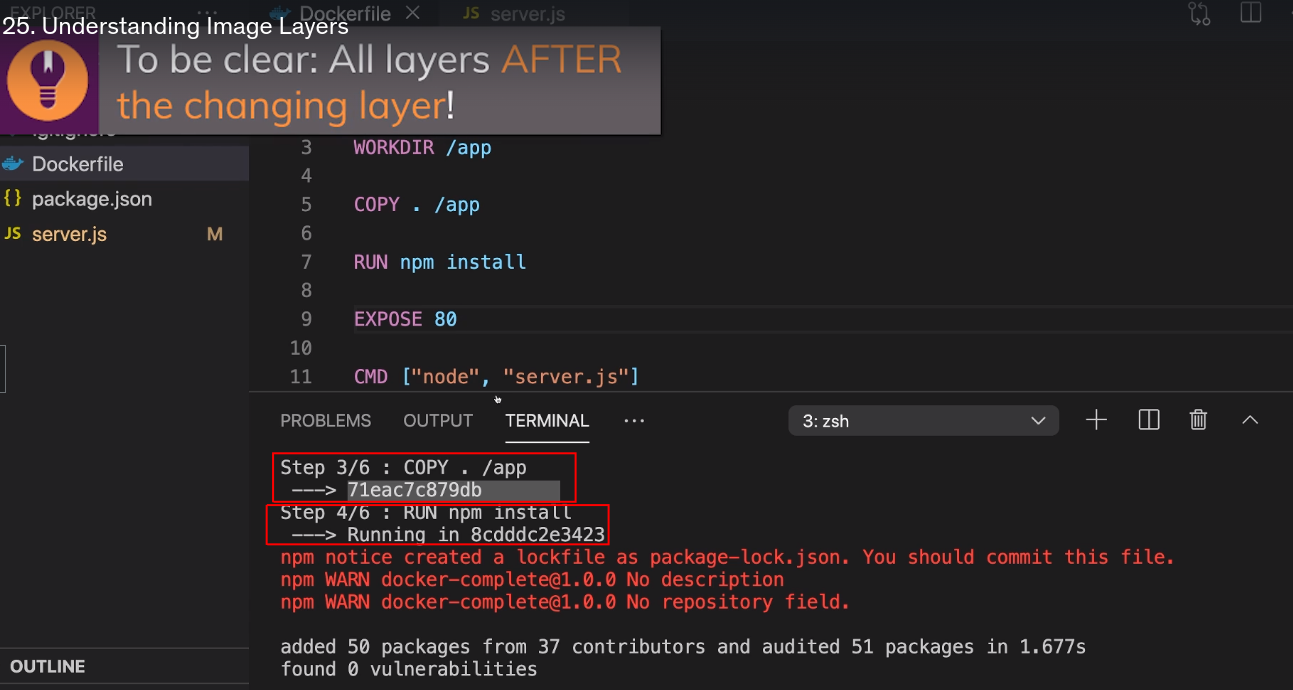 EXPLORER ...
Dockerfile
JS server.js
25. Understanding Image Layers
To be clear: All layers AFTER
the changing layer!
.gitignore
Dockerfile
{} package.json
JS server.js M
3 WORKDIR /app
4
5 COPY . /app
6
7 RUN npm install
8
9 EXPOSE 80
10
11 CMD ["node", "server.js"]
PROBLEMS OUTPUT TERMINAL ... 3: zsh
Step 3/6 : COPY . /app
---> 71eac7c879db
Step 4/6 : RUN npm install
---> Running in 8cdddc2e3423
npm notice created a lockfile as package-lock.json. You should commit this file.
npm WARN docker-complete@1.0.0 No description
npm WARN docker-complete@1.0.0 No repository field.
added 50 packages from 37 contributors and audited 51 packages in 1.677s
found 0 vulnerabilities
OUTLINE